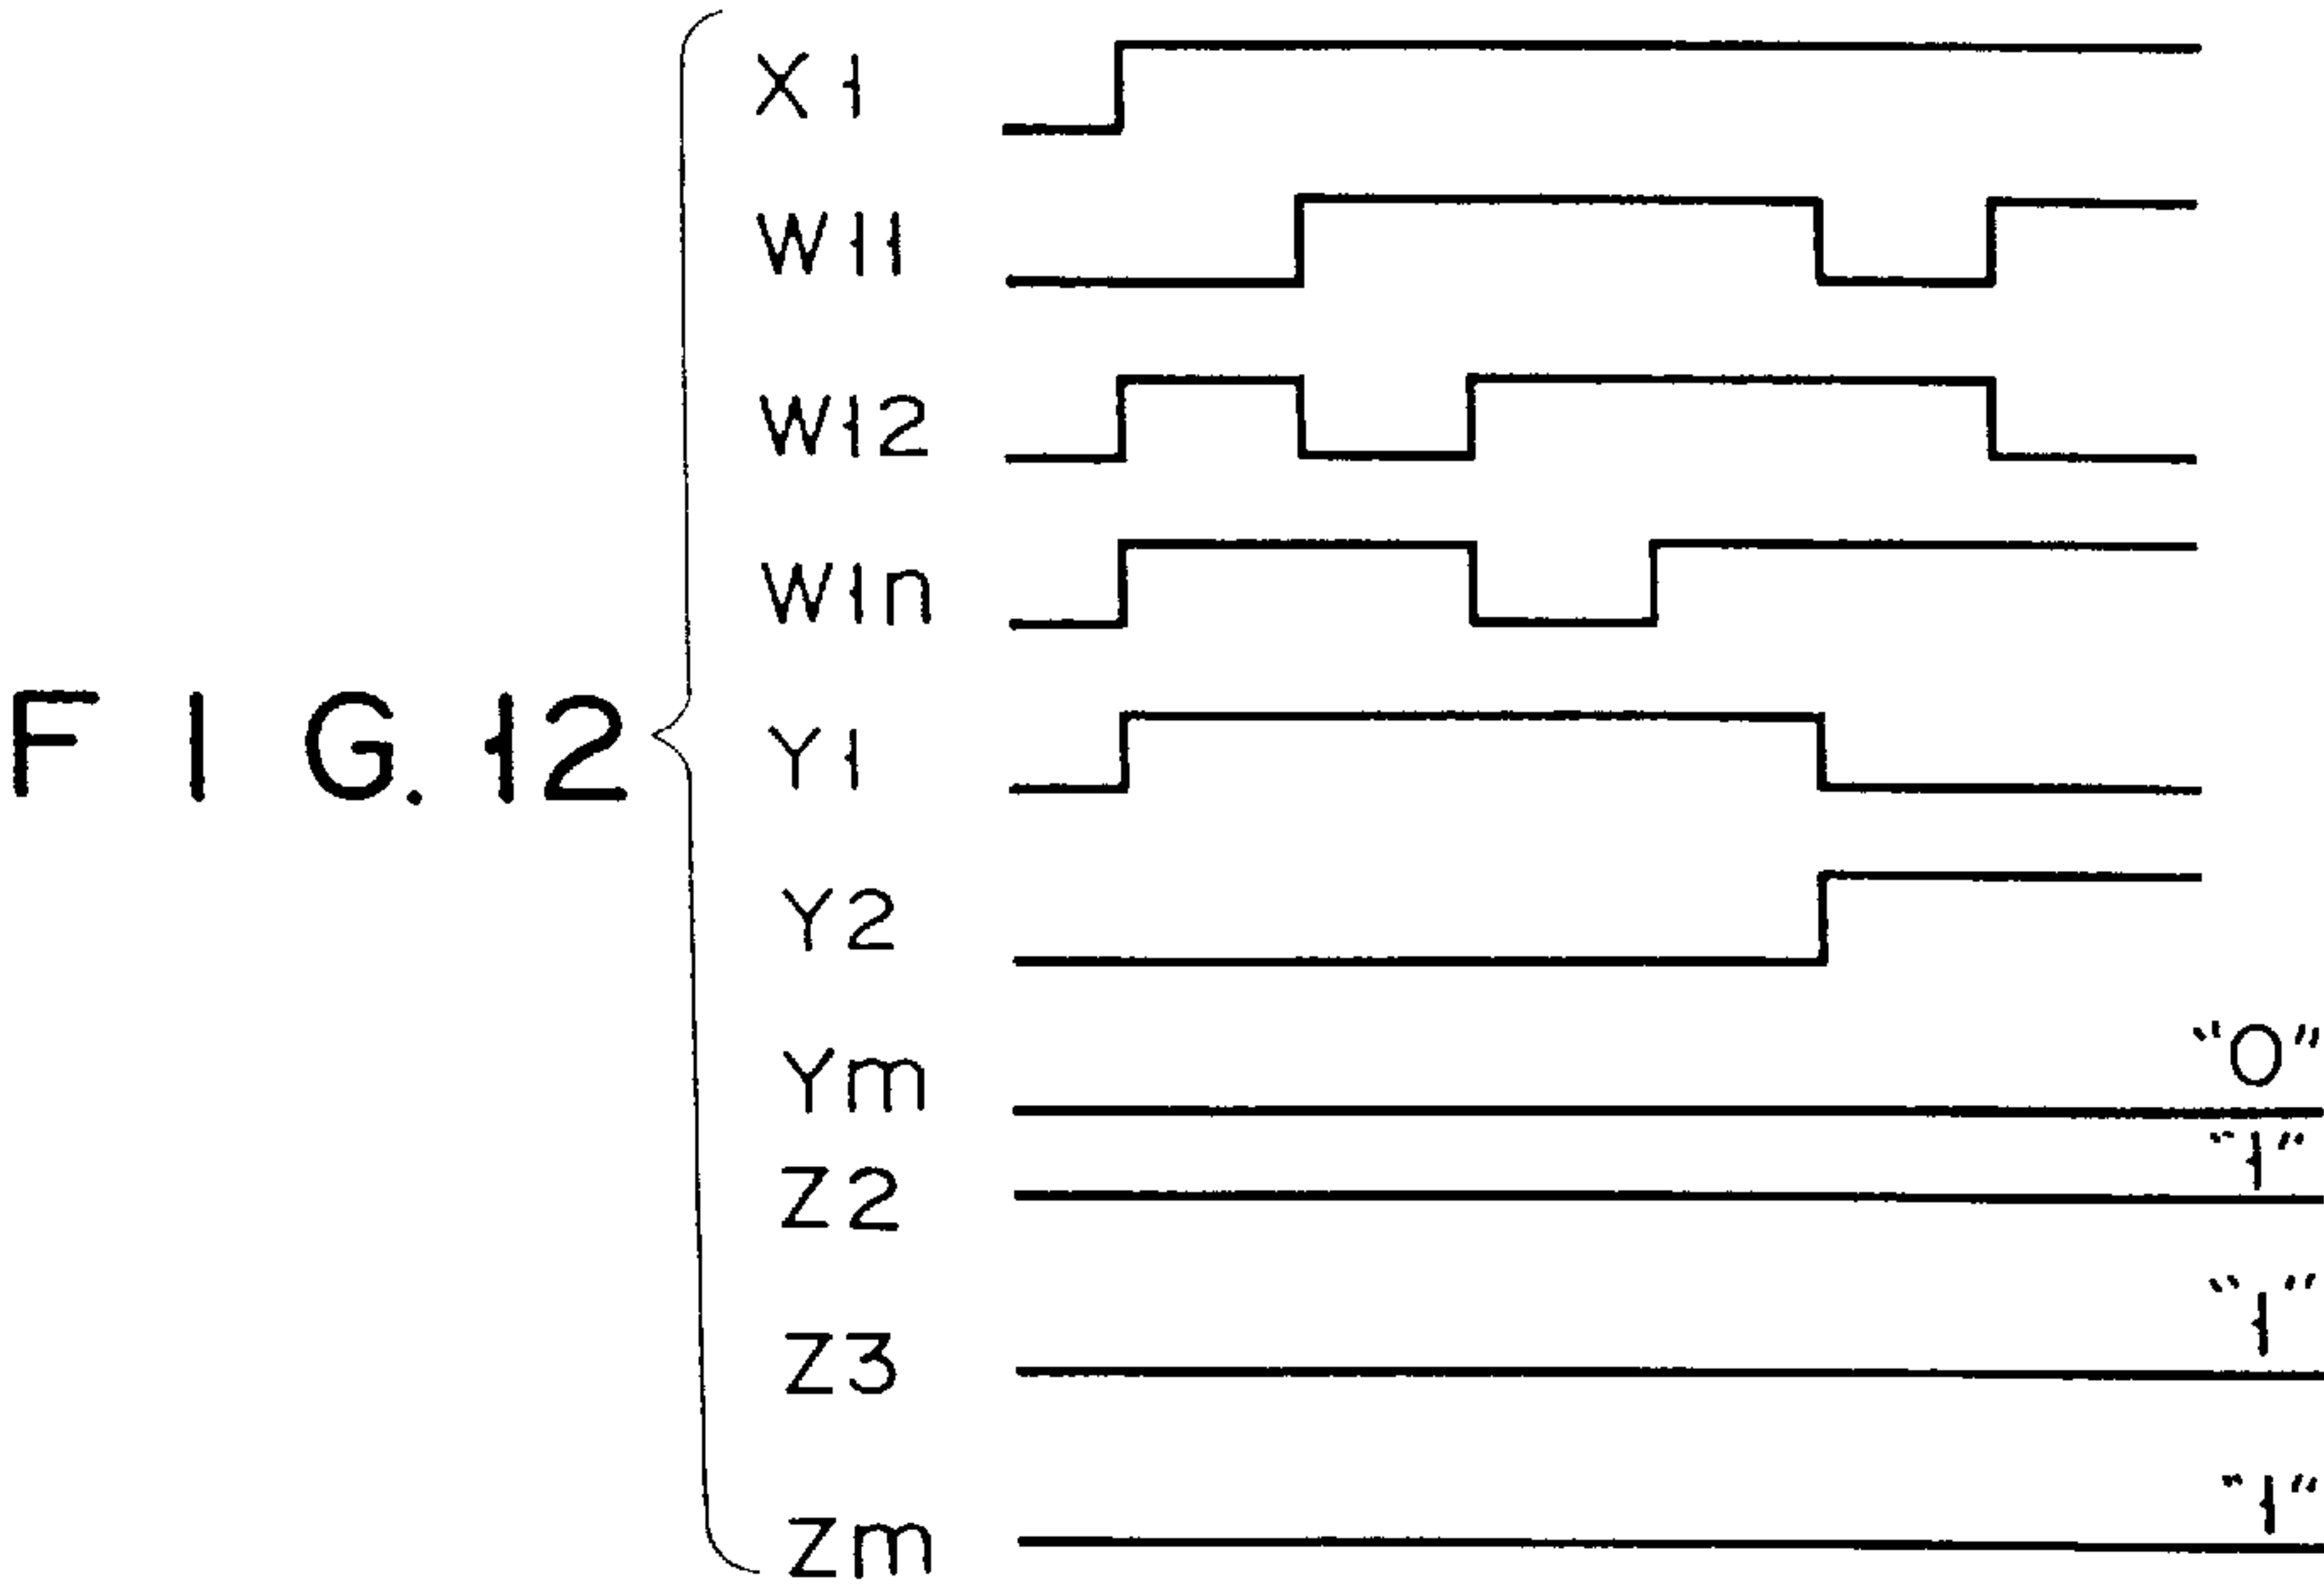 X1
W11
W12
W1n
FIG. 12
Y1
Y2
Ym "0"
Z2 "1"
Z3 "1"
Zm "1"